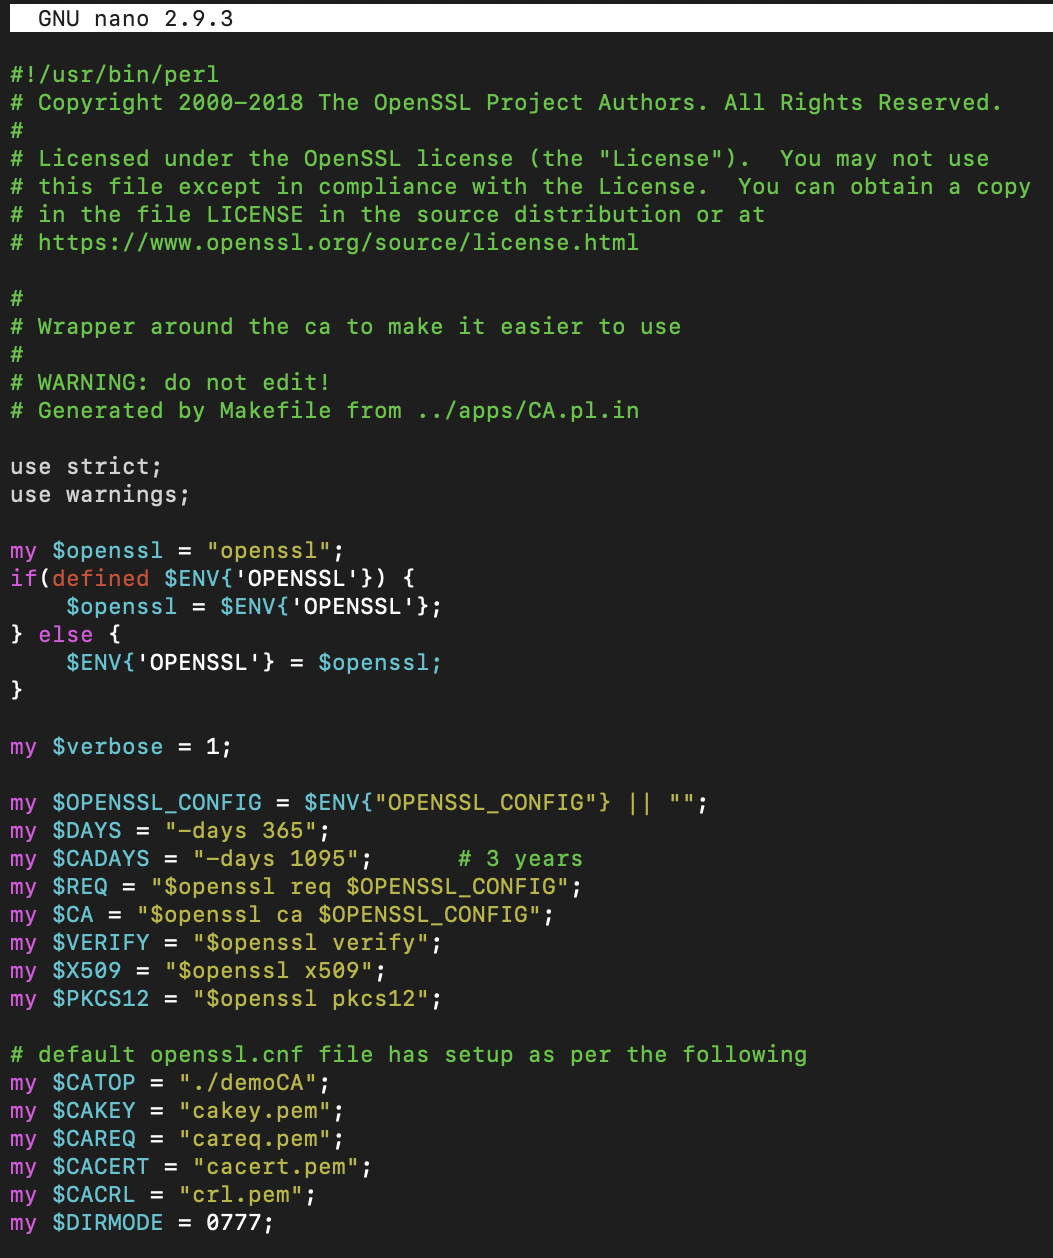 GNU nano 2.9.3
#!/usr/bin/perl
# Copyright 2000-2018 The OpenSSL Project Authors. All Rights Reserved.
#
# Licensed under the OpenSSL license (the "License").  You may not use
# this file except in compliance with the License.  You can obtain a copy
# in the file LICENSE in the source distribution or at
# https://www.openssl.org/source/license.html
#
# Wrapper around the ca to make it easier to use
#
# WARNING: do not edit!
# Generated by Makefile from ../apps/CA.pl.in
use strict;
use warnings;
my $openssl = "openssl";
if(defined $ENV{'OPENSSL'}) {
    $openssl = $ENV{'OPENSSL'};
} else {
    $ENV{'OPENSSL'} = $openssl;
}
my $verbose = 1;
my $OPENSSL_CONFIG = $ENV{"OPENSSL_CONFIG"} || "";
my $DAYS = "-days 365";
my $CADAYS = "-days 1095";      # 3 years
my $REQ = "$openssl req $OPENSSL_CONFIG";
my $CA = "$openssl ca $OPENSSL_CONFIG";
my $VERIFY = "$openssl verify";
my $X509 = "$openssl x509";
my $PKCS12 = "$openssl pkcs12";
# default openssl.cnf file has setup as per the following
my $CATOP = "./demoCA";
my $CAKEY = "cakey.pem";
my $CAREQ = "careq.pem";
my $CACERT = "cacert.pem";
my $CACRL = "crl.pem";
my $DIRMODE = 0777;